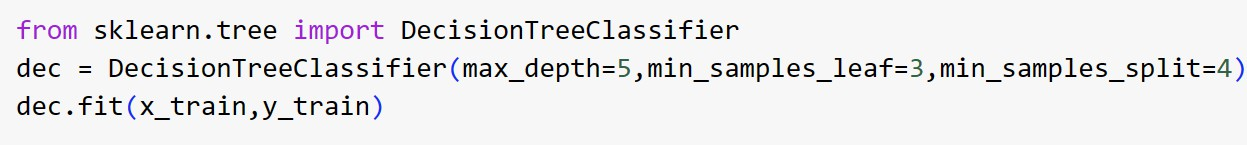 from sklearn.tree import DecisionTreeClassifier
dec = DecisionTreeClassifier(max_depth=5,min_samples_leaf=3,min_samples_split=4)
dec.fit(x_train,y_train)